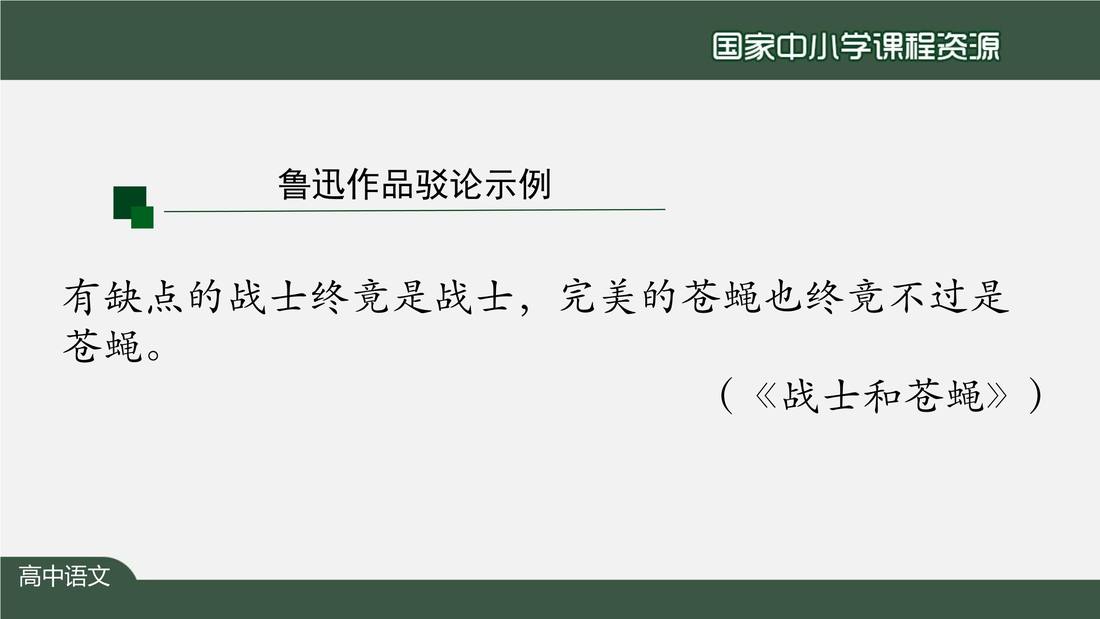 国家中小学课程资源
鲁迅作品驳论示例
有缺点的战士终竟是战士，完美的苍蝇也终竟不过是
苍蝇。
（《战士和苍蝇》）
高中语文